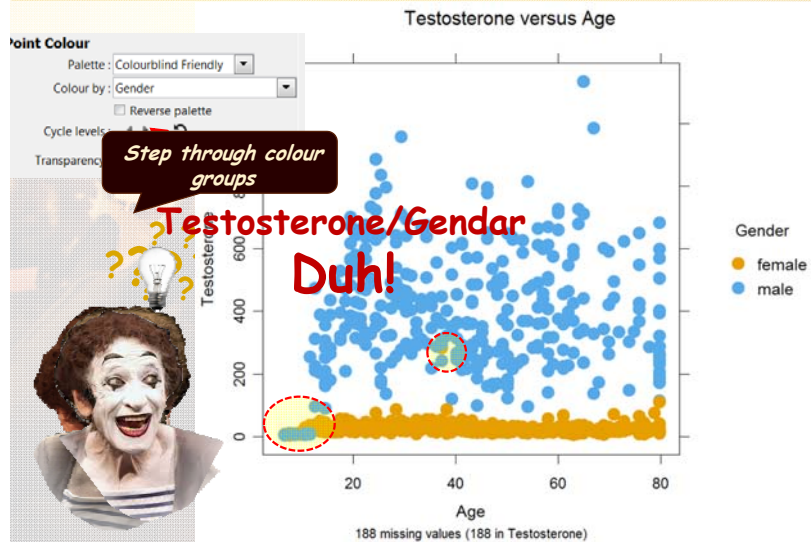 Testosterone versus Age
Point Colour
Palette : Colourblind Friendly
Colour by : Gender
Reverse palette
Cycle levels :
Transparency
Step through colour
groups
Testosterone/Gendar
Duh!
? ? ? ? ?
Testosterone
600
400
200
0
20 40 60 80
Age
188 missing values (188 in Testosterone)
Gender
female
male